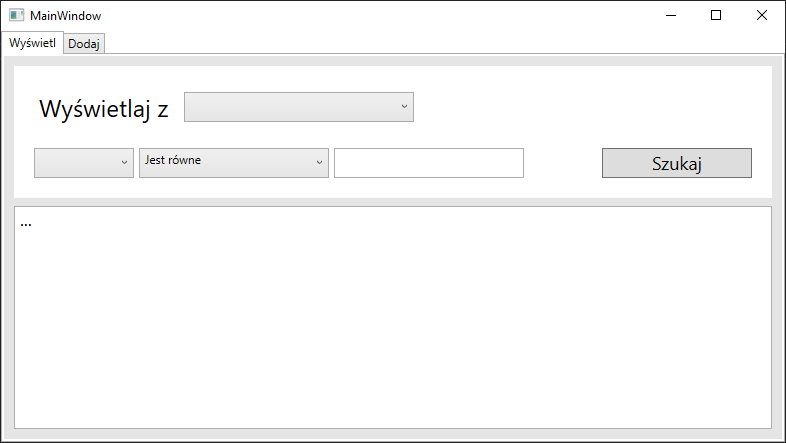 MainWindow
Wyświetl Dodaj
Wyświetlaj z
Jest równe Szukaj
...